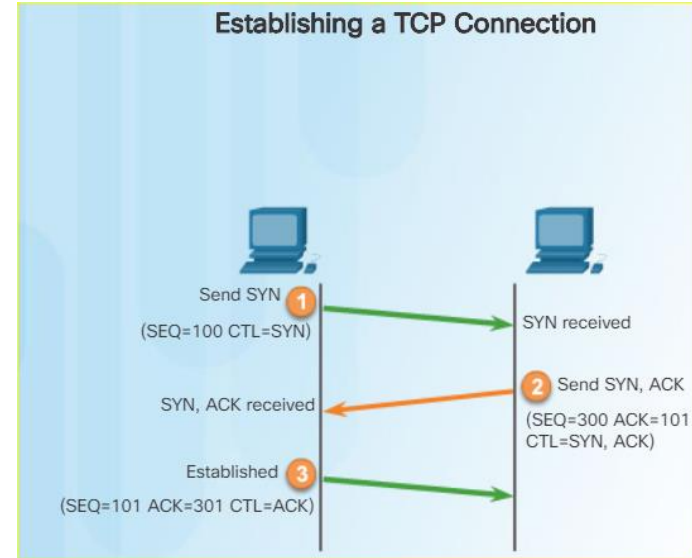 Establishing a TCP Connection
Send SYN 1
(SEQ=100 CTL=SYN)
SYN received
2 Send SYN, ACK
(SEQ=300 ACK=101
CTL=SYN, ACK)
SYN, ACK received
Established 3
(SEQ=101 ACK=301 CTL=ACK)